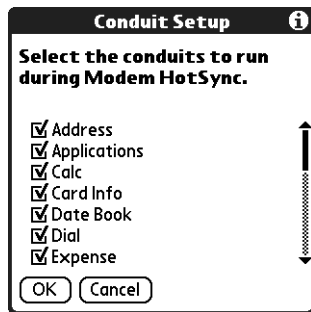 Conduit Setup
Select the conduits to run
during Modem HotSync.
Address
Applications
Calc
Card Info
Date Book
Dial
Expense
OK Cancel